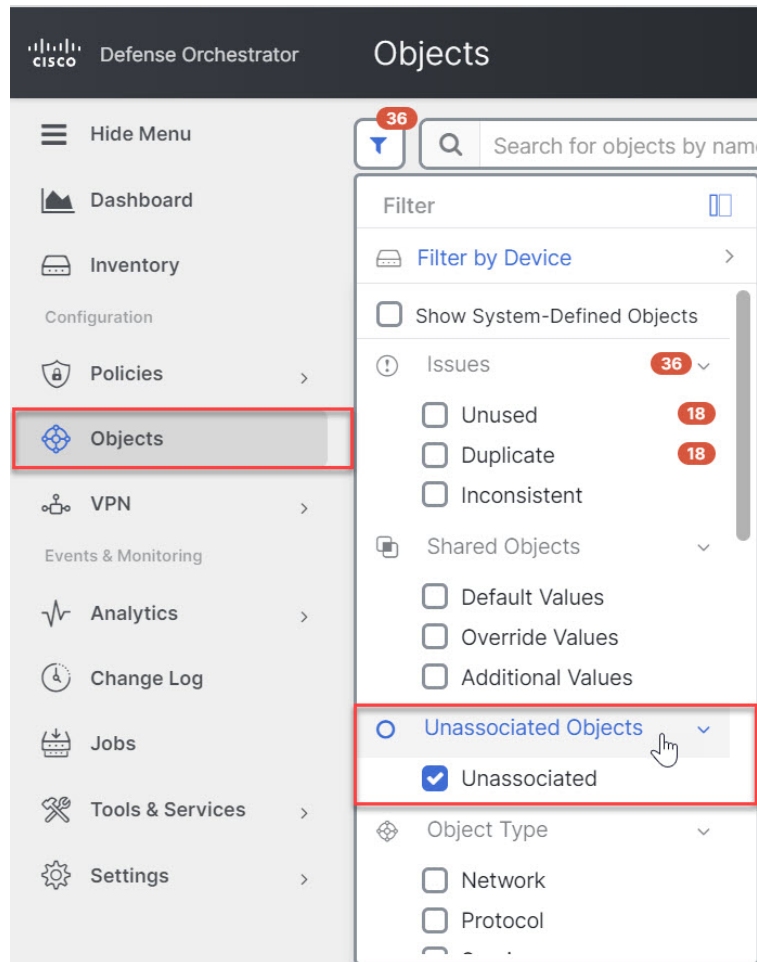 CISCO Defense Orchestrator
Objects
Hide Menu
Dashboard
Inventory
Configuration
Policies
Objects
VPN
Events & Monitoring
Analytics
Change Log
Jobs
Tools & Services
Settings
36
Search for objects by
Filter
Filter by Device
Show System-Defined Objects
Issues 36
Unused 18
Duplicate 18
Inconsistent
Shared Objects
Default Values
Override Values
Additional Values
Unassociated Objects
Unassociated
Object Type
Network
Protocol